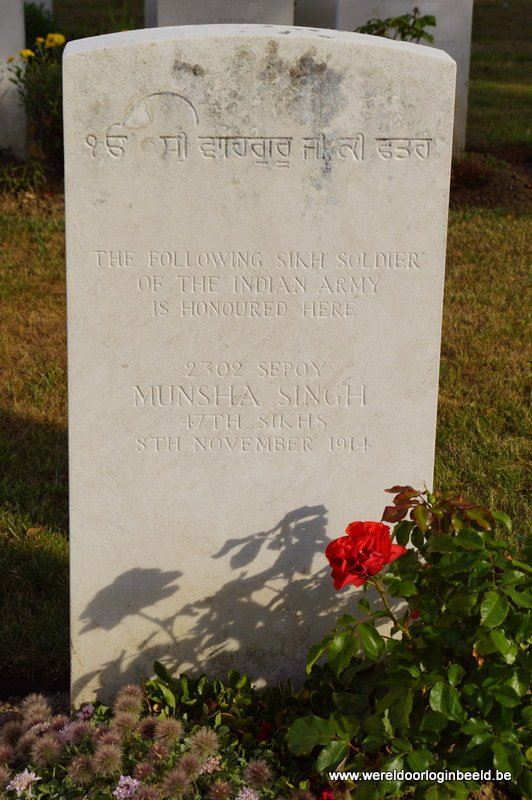 ੴ ਸ੍ਰੀ ਵਾਹਿਗੁਰੂ ਜੀ ਕੀ ਫਤਹ
THE FOLLOWING SIKH SOLDIER
OF THE INDIAN ARMY
IS HONOURED HERE
2302 SEPOY
MUNSHA SINGH
47TH SIKHS
8TH NOVEMBER 1914
www.wereldoorloginbeeld.be